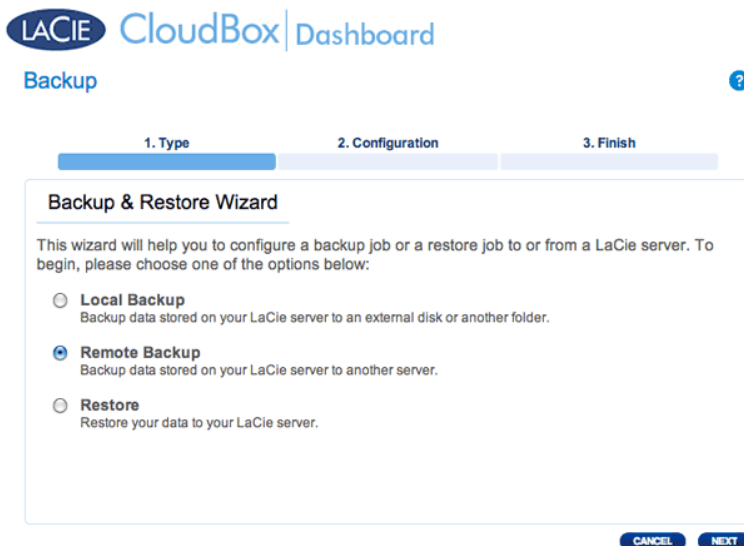 LACIE CloudBox Dashboard
Backup
?
1. Type 2. Configuration 3. Finish
Backup & Restore Wizard
This wizard will help you to configure a backup job or a restore job to or from a LaCie server. To
begin, please choose one of the options below:
Local Backup
Backup data stored on your LaCie server to an external disk or another folder.
Remote Backup
Backup data stored on your LaCie server to another server.
Restore
Restore your data to your LaCie server.
CANCEL NEXT